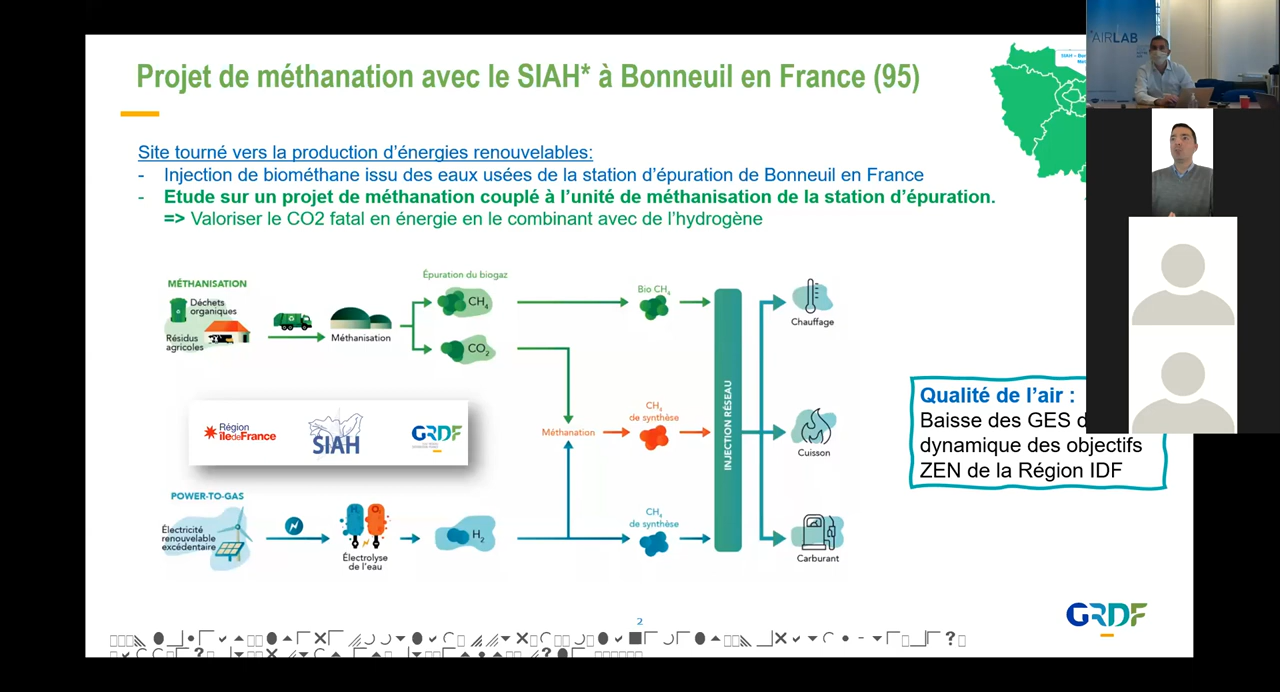 Projet de méthanation avec le SIAH* à Bonneuil en France (95)
Site tourné vers la production d'énergies renouvelables:
- Injection de biométhane issu des eaux usées de la station d'épuration de Bonneuil en France
- Etude sur un projet de méthanation couplé à l'unité de méthanisation de la station d'épuration.
=> Valoriser le CO2 fatal en énergie en le combinant avec de l'hydrogène
AIRLAB
MÉTHANISATION
Déchets
organiques
Résidus
agricoles
Méthanisation
Épuration du biogaz
CH4
CO2
Bio CH4
Région
îledeFrance
SIAH
GRDF
Méthanation
CH4
de synthèse
INJECTION RÉSEAU
Chauffage
Cuisson
Carburant
POWER-TO-GAS
Électricité
renouvelable
excédentaire
Électrolyse
de l'eau
H2
CH4
de synthèse
Qualité de l'air :
Baisse des GES
dynamique des objectifs
ZEN de la Région IDF
2
GRDF